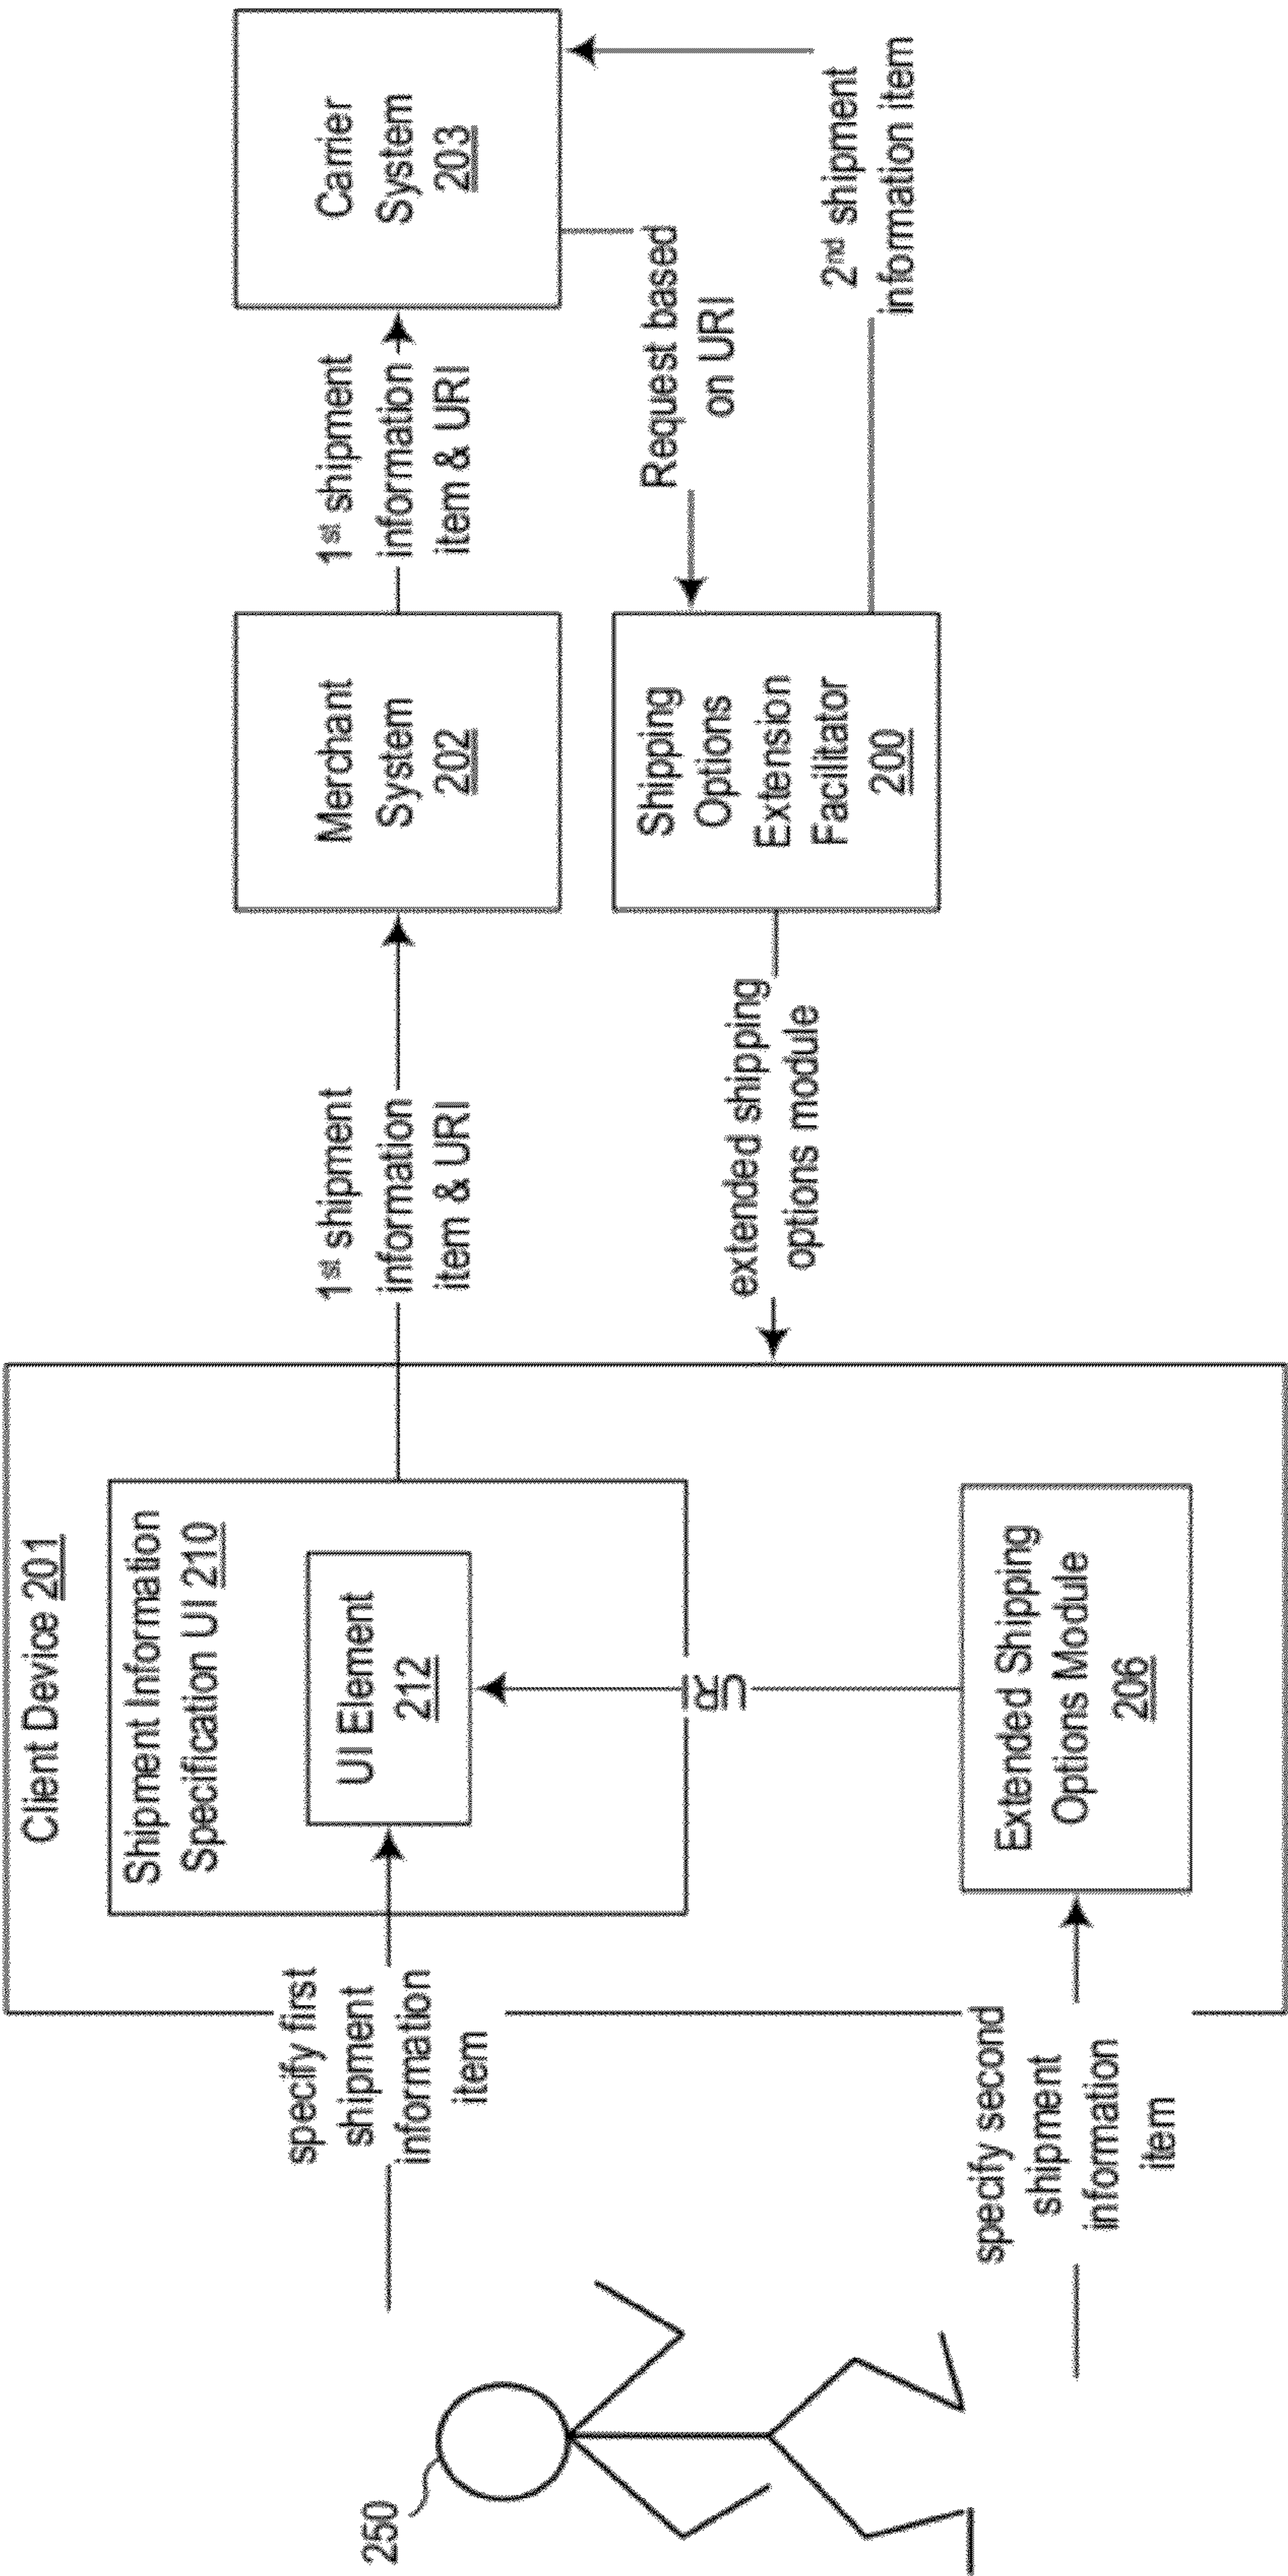 250
specify first
shipment
information
item
specify second
shipment
information
item
Client Device 201
Shipment Information
Specification UI 210
UI Element
212
URI
Extended Shipping
Options Module
206
1st shipment
information
item & URI
extended shipping
options module
Merchant
System
202
Shipping
Options
Extension
Facilitator
200
1st shipment
information
item & URI
Request based
on URI
2nd shipment
information item
Carrier
System
203